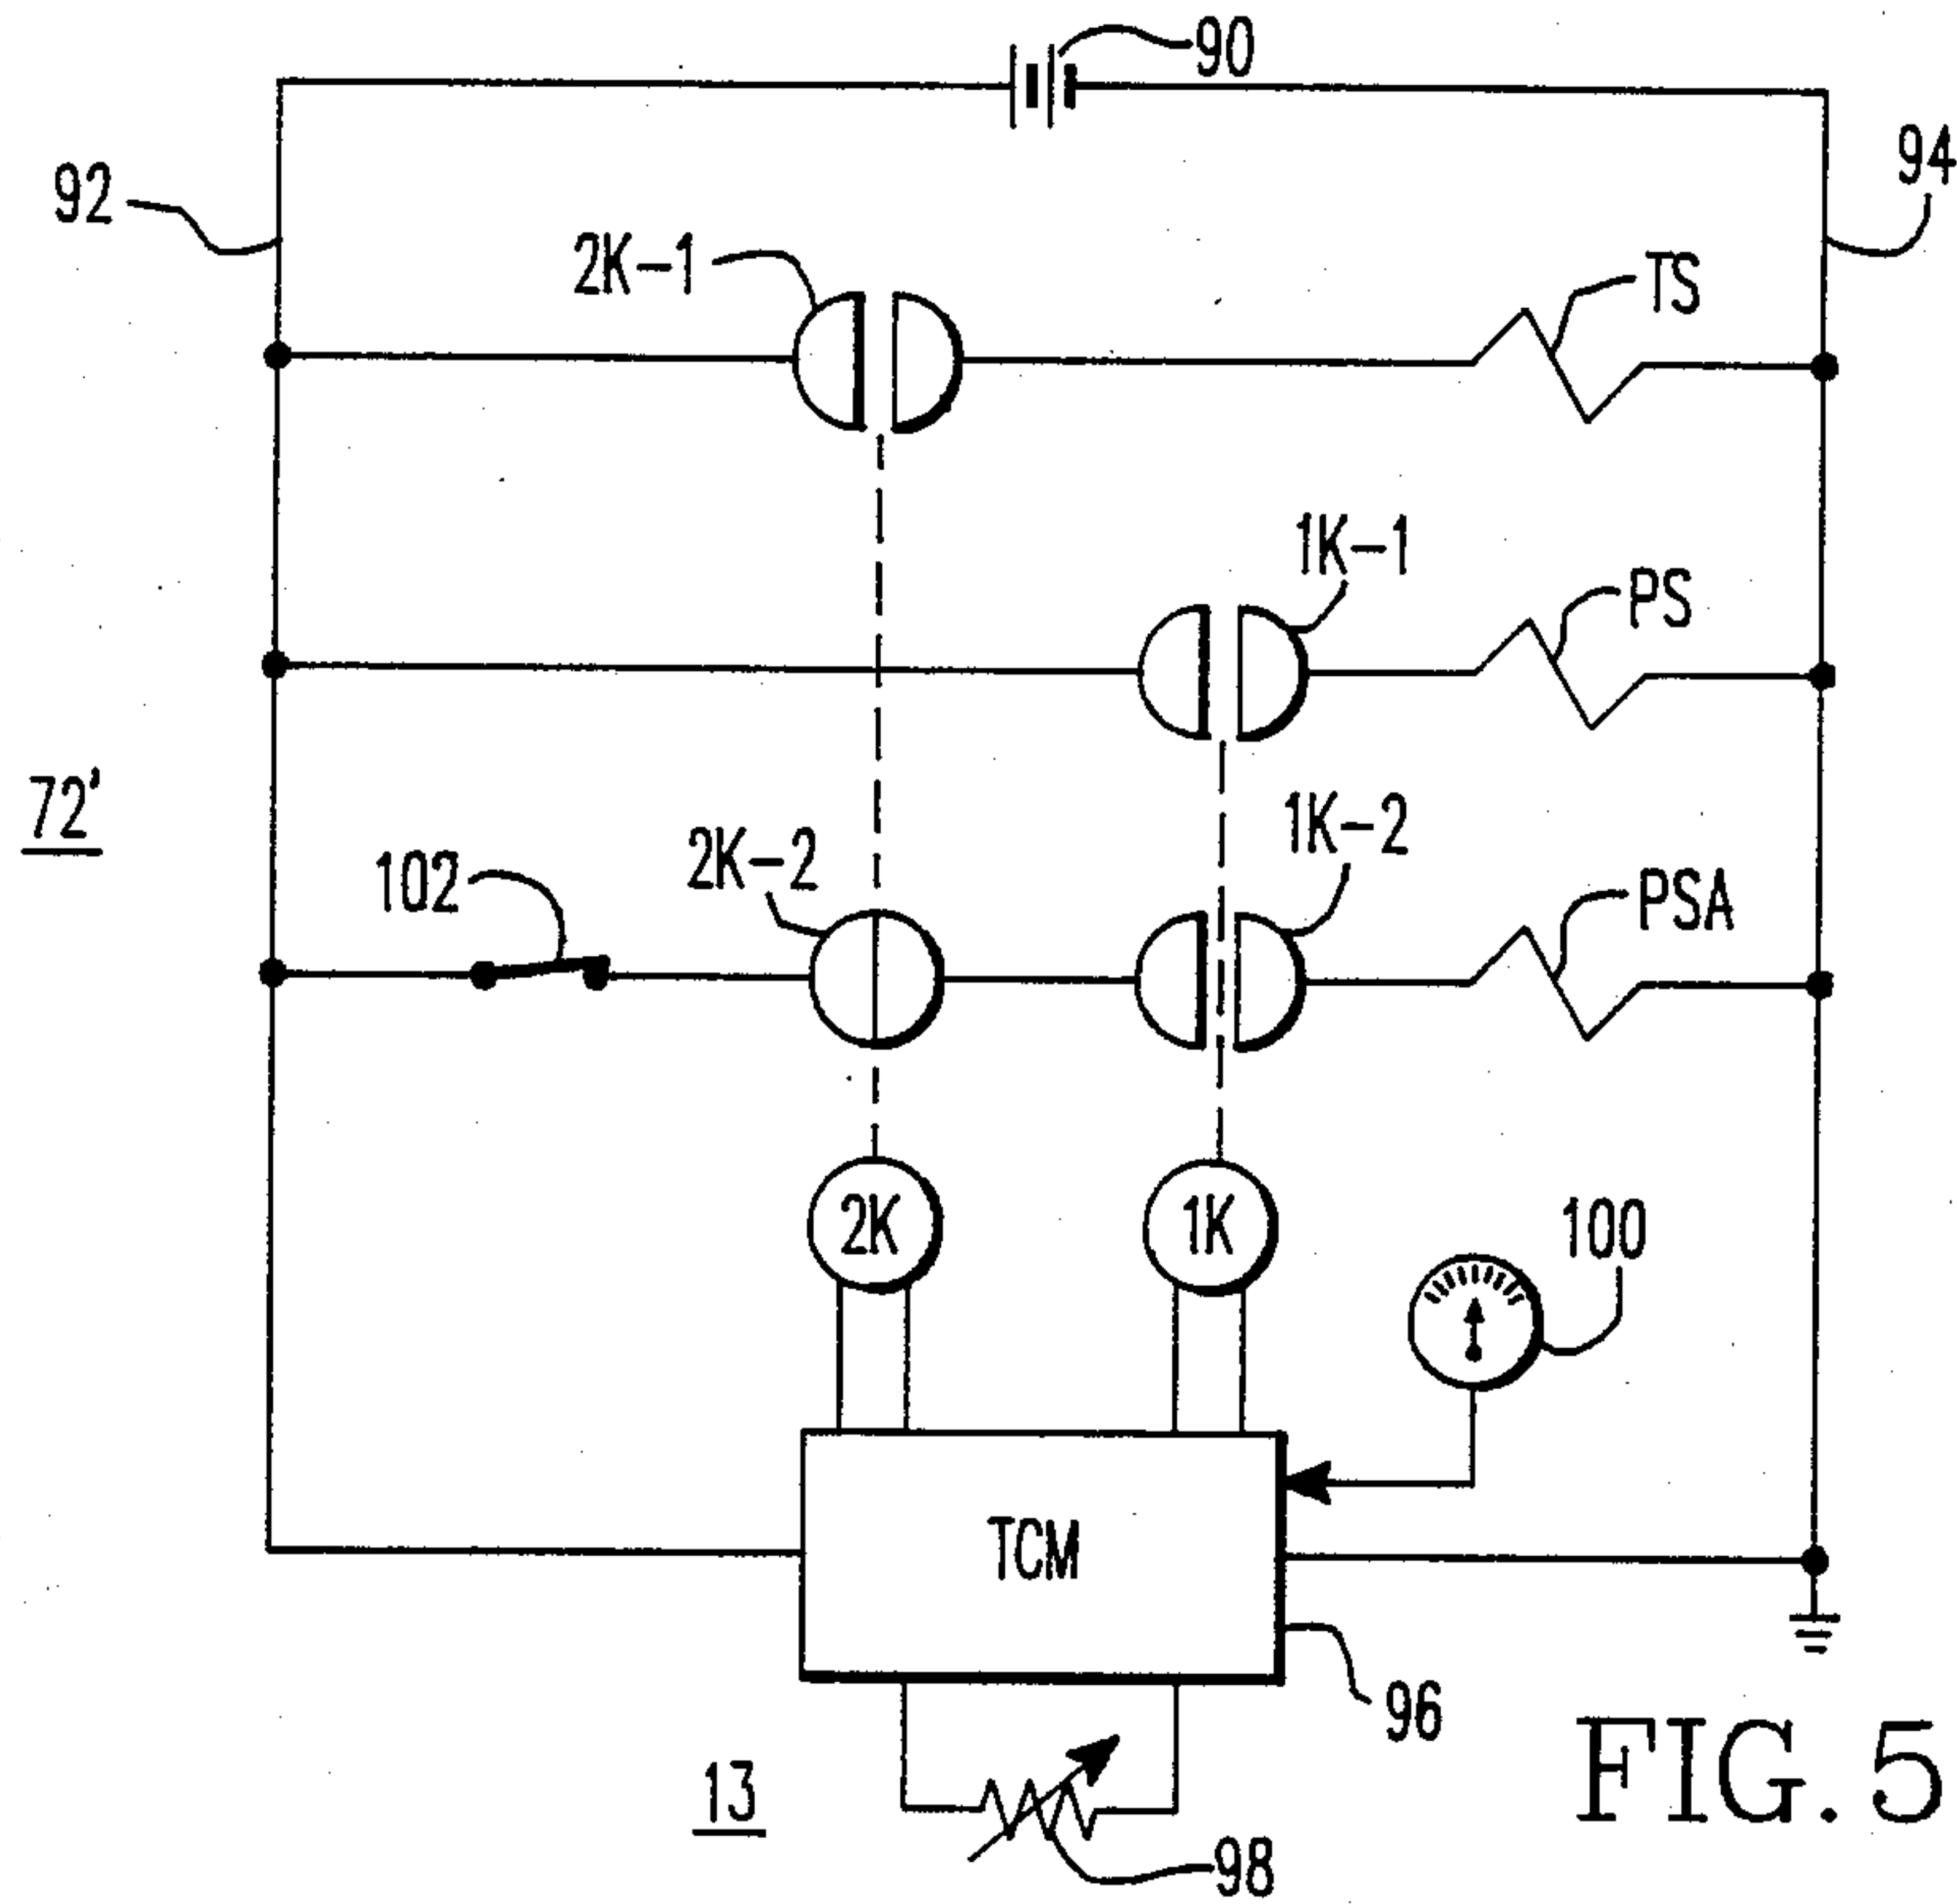 90
92
94
2K-1
TS
1K-1
PS
72'
102
2K-2
1K-2
PSA
2K
1K
100
TCM
96
13
98
FIG. 5